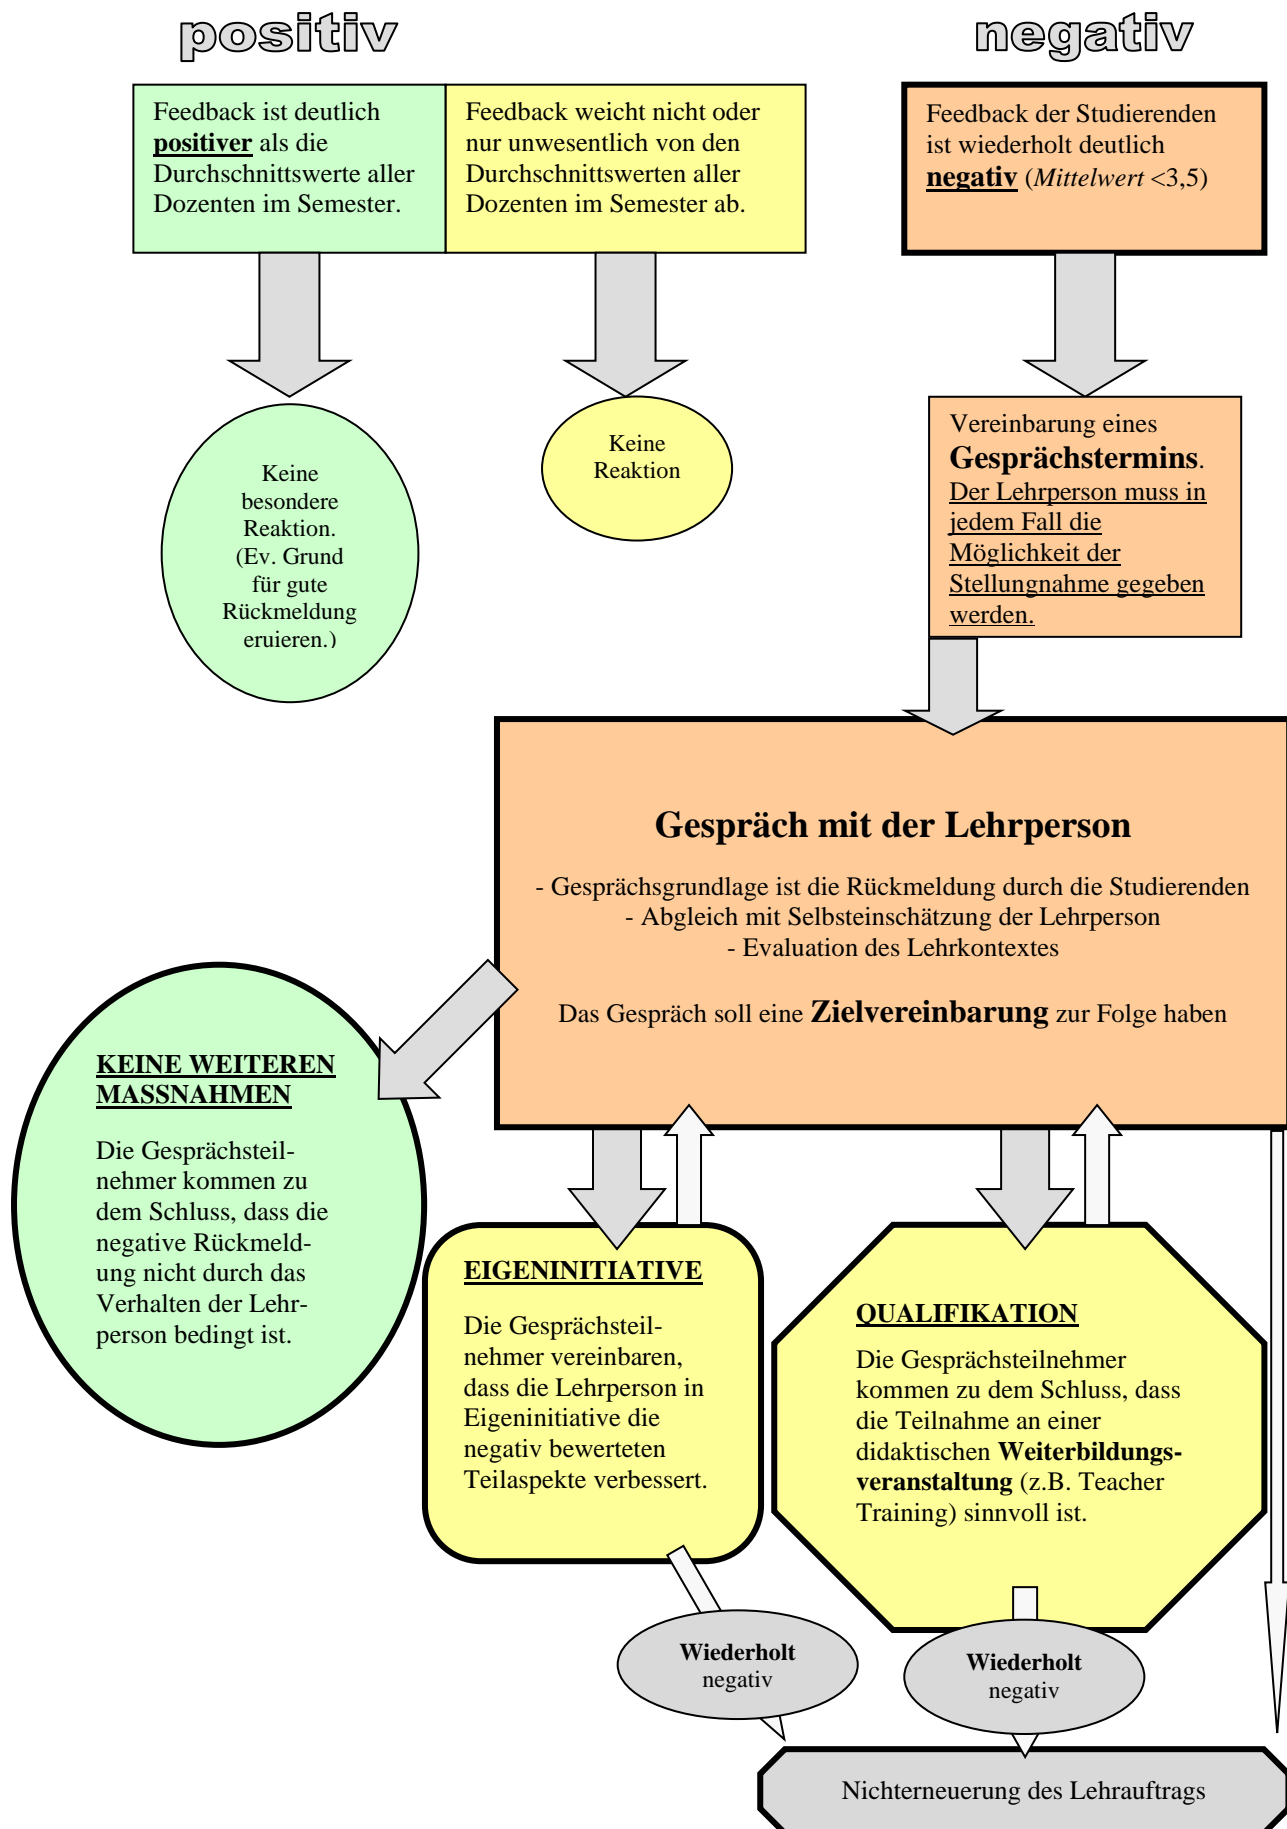 positiv
negativ
Feedback ist deutlich
positiver als die
Durchschnittswerte aller
Dozenten im Semester.
Feedback weicht nicht oder
nur unwesentlich von den
Durchschnittswerten aller
Dozenten im Semester ab.
Feedback der Studierenden
ist wiederholt deutlich
negativ (Mittelwert <3,5)
Keine
besondere
Reaktion.
(Ev. Grund
für gute
Rückmeldung
eruieren.)
Keine
Reaktion
Vereinbarung eines
Gesprächstermins.
Der Lehrperson muss in
jedem Fall die
Möglichkeit der
Stellungnahme gegeben
werden.
Gespräch mit der Lehrperson
- Gesprächsgrundlage ist die Rückmeldung durch die Studierenden
- Abgleich mit Selbsteinschätzung der Lehrperson
- Evaluation des Lehrkontextes
Das Gespräch soll eine Zielvereinbarung zur Folge haben
KEINE WEITEREN
MASSNAHMEN
Die Gesprächsteil-
nehmer kommen zu
dem Schluss, dass die
negative Rückmeld-
ung nicht durch das
Verhalten der Lehr-
person bedingt ist.
EIGENINITIATIVE
Die Gesprächsteil-
nehmer vereinbaren,
dass die Lehrperson in
Eigeninitiative die
negativ bewerteten
Teilaspekte verbessert.
QUALIFIKATION
Die Gesprächsteilnehmer
kommen zu dem Schluss, dass
die Teilnahme an einer
didaktischen Weiterbildungs-
veranstaltung (z.B. Teacher
Training) sinnvoll ist.
Wiederholt
negativ
Wiederholt
negativ
Nichterneuerung des Lehrauftrags